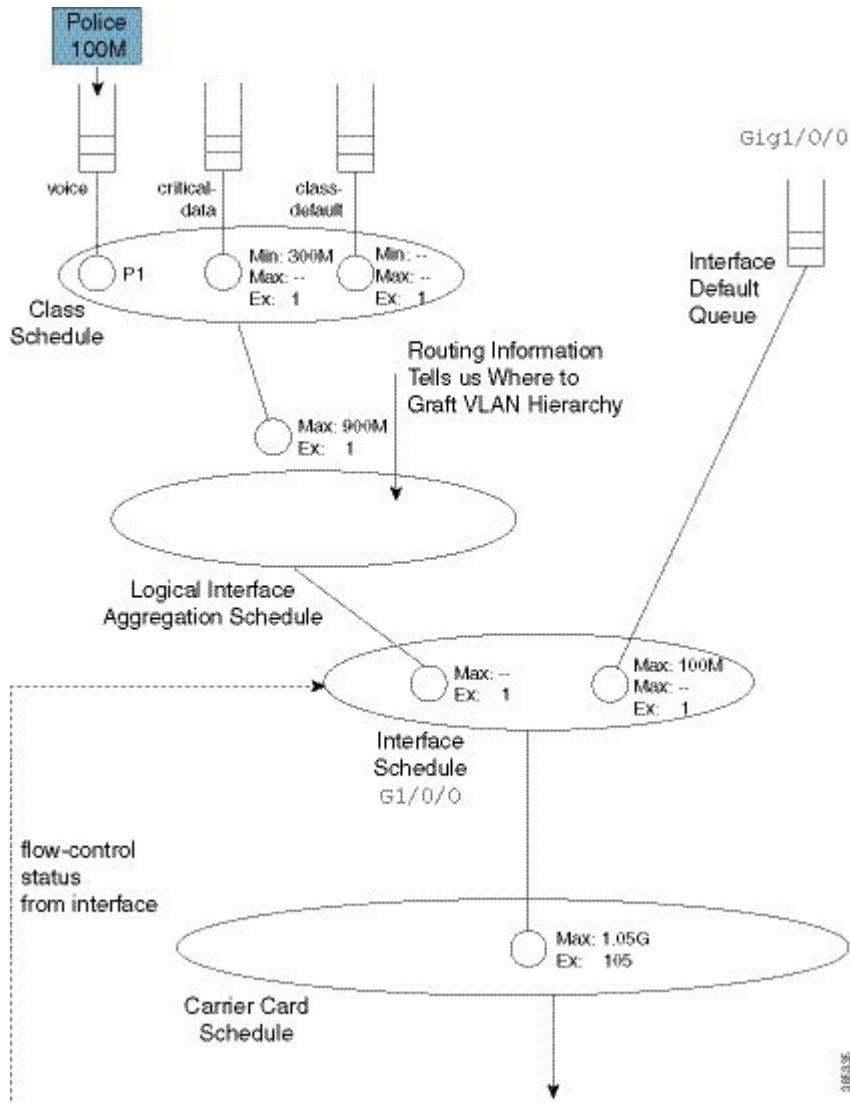 Police
100M
Gig1/0/0
voice
critical-
data
class-
default
P1
Min: 300M
Max: --
Ex: 1
Min: --
Max: --
Ex: 1
Class
Schedule
Interface
Default
Queue
Routing Information
Tells us Where to
Graft VLAN Hierarchy
Max: 900M
Ex: 1
Logical Interface
Aggregation Schedule
Max: --
Ex: 1
Max: 100M
Max: --
Ex: 1
Interface
Schedule
G1/0/0
flow-control
status
from interface
Max: 1.05G
Ex: 105
Carrier Card
Schedule